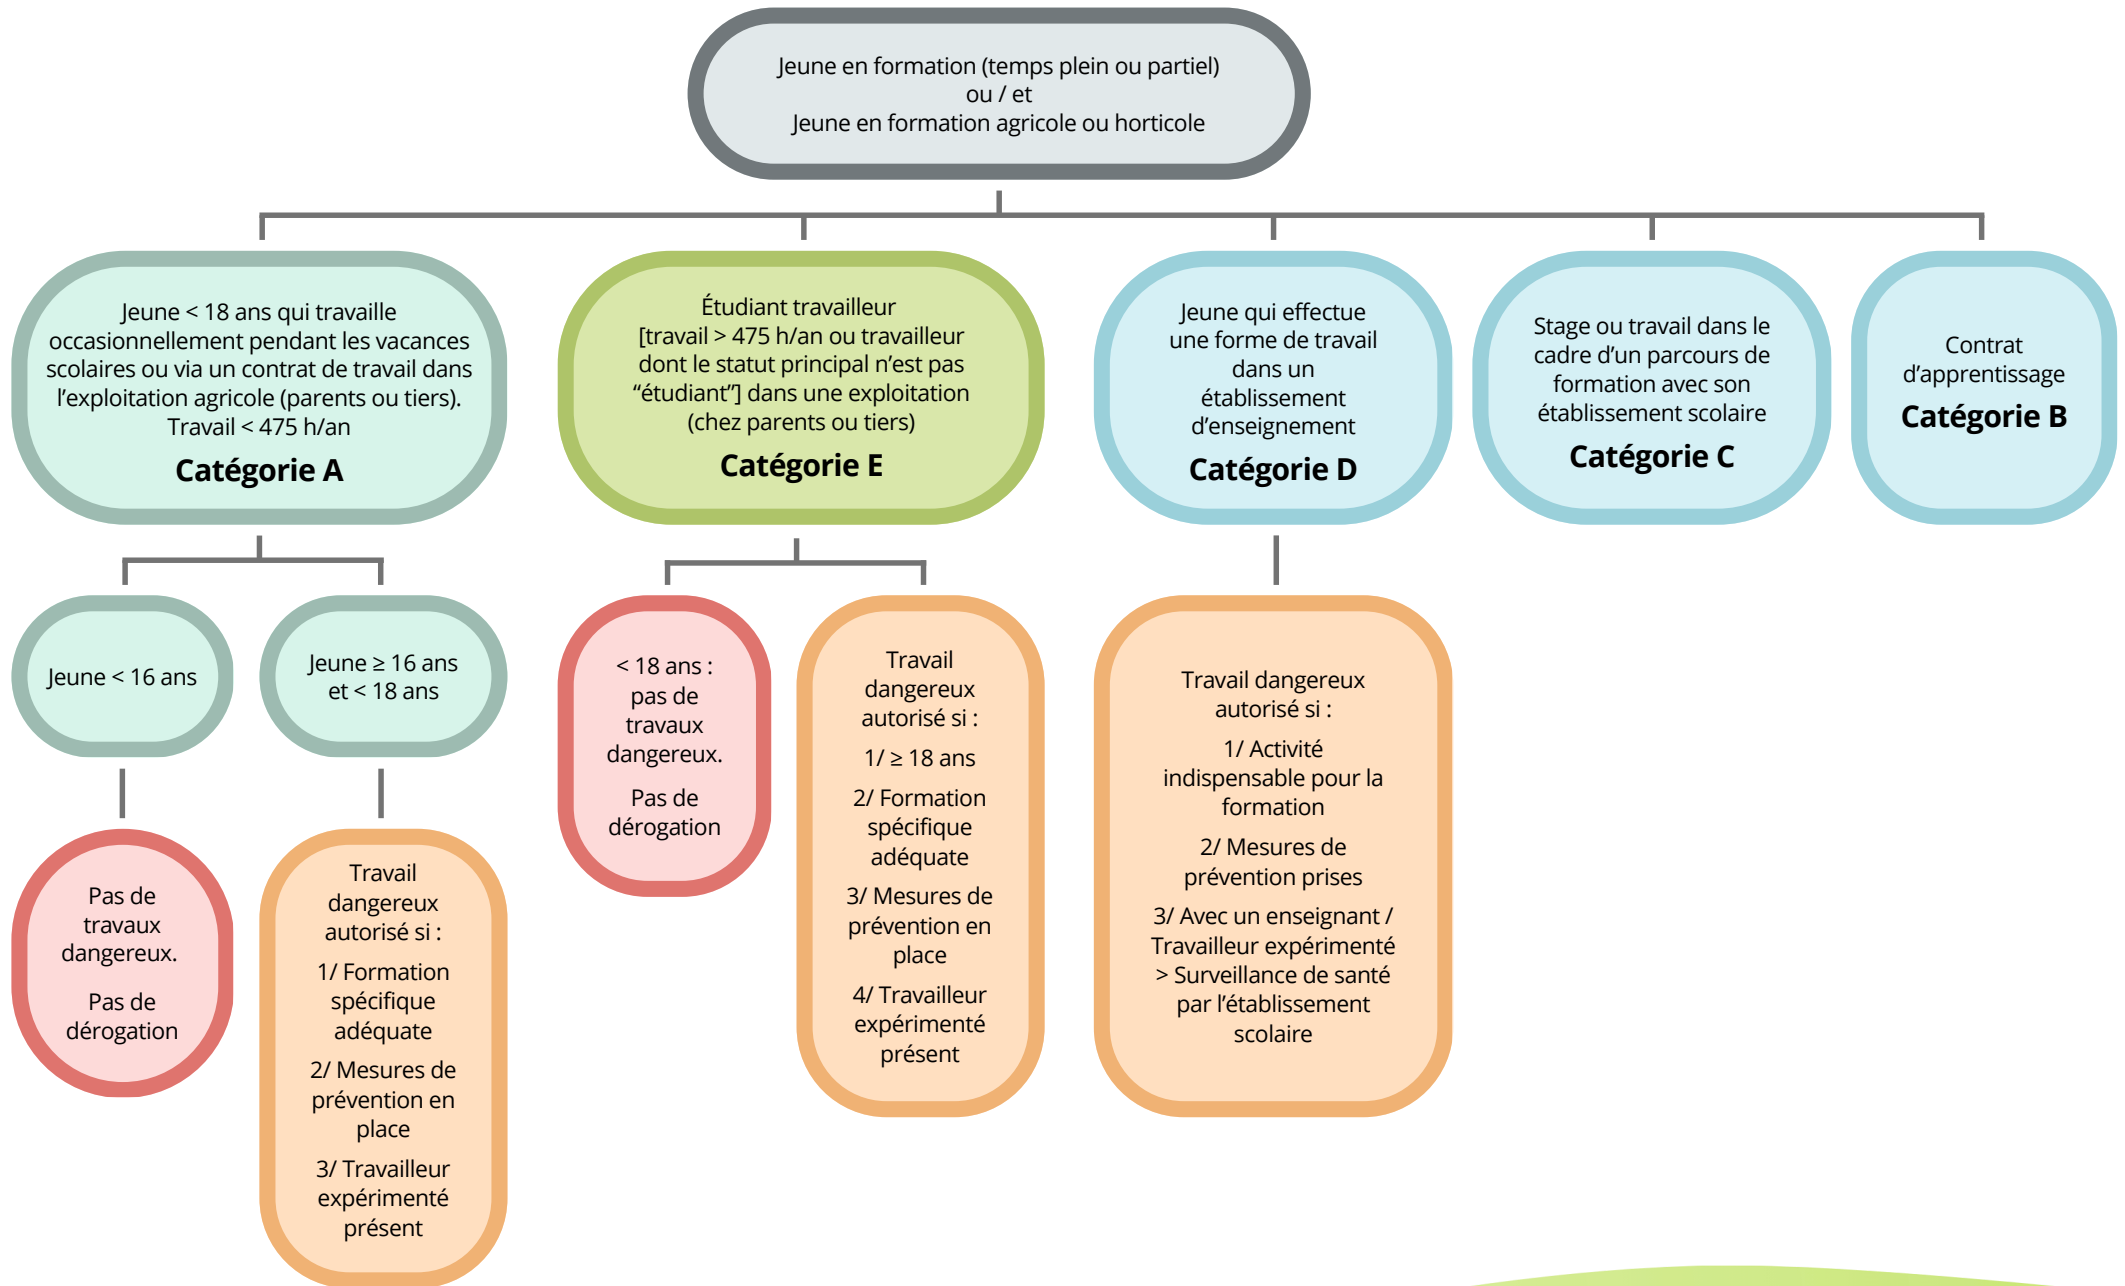 Jeune en formation (temps plein ou partiel)
ou / et
Jeune en formation agricole ou horticole
Jeune < 18 ans qui travaille
occasionnellement pendant les vacances
scolaires ou via un contrat de travail dans
l’exploitation agricole (parents ou tiers).
Travail < 475 h/an
Catégorie A
Étudiant travailleur
[travail > 475 h/an ou travailleur
dont le statut principal n’est pas
“étudiant”] dans une exploitation
(chez parents ou tiers)
Catégorie E
Jeune qui effectue
une forme de travail
dans un
établissement
d’enseignement
Catégorie D
Stage ou travail dans le
cadre d’un parcours de
formation avec son
établissement scolaire
Catégorie C
Contrat
d’apprentissage
Catégorie B
Jeune < 16 ans
Jeune ≥ 16 ans
et < 18 ans
< 18 ans :
pas de
travaux
dangereux.
Pas de
dérogation
Travail
dangereux
autorisé si :
1/ ≥ 18 ans
2/ Formation
spécifique
adéquate
3/ Mesures de
prévention en
place
4/ Travailleur
expérimenté
présent
Travail dangereux
autorisé si :
1/ Activité
indispensable pour la
formation
2/ Mesures de
prévention prises
3/ Avec un enseignant /
Travailleur expérimenté
> Surveillance de santé
par l’établissement
scolaire
Pas de
travaux
dangereux.
Pas de
dérogation
Travail
dangereux
autorisé si :
1/ Formation
spécifique
adéquate
2/ Mesures de
prévention en
place
3/ Travailleur
expérimenté
présent